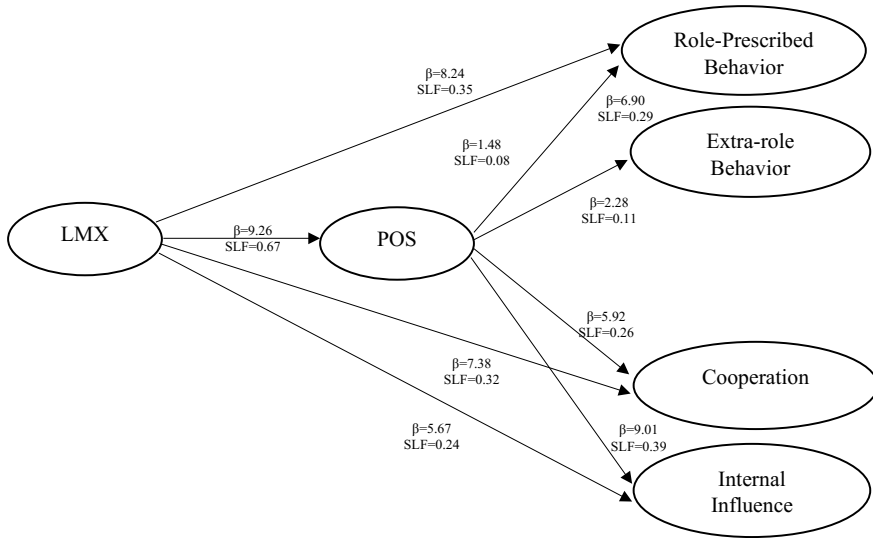 Role-Prescribed
Behavior
β=8.24
SLF=0.35
β=6.90
SLF=0.29
β=1.48
SLF=0.08
Extra-role
Behavior
β=2.28
SLF=0.11
LMX
β=9.26
SLF=0.67
POS
β=5.92
SLF=0.26
β=7.38
SLF=0.32
Cooperation
β=5.67
SLF=0.24
β=9.01
SLF=0.39
Internal
Influence